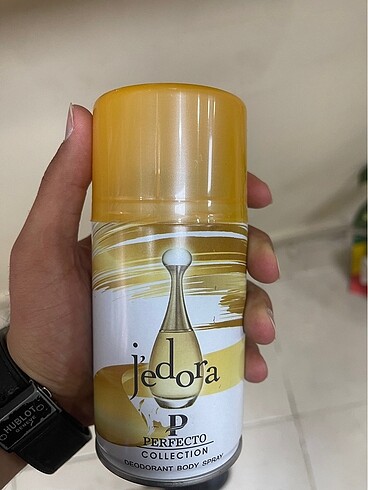 j'edora
P
PERFECTO
COLLECTION
DEODORANT BODY SPRAY
HUBLOT